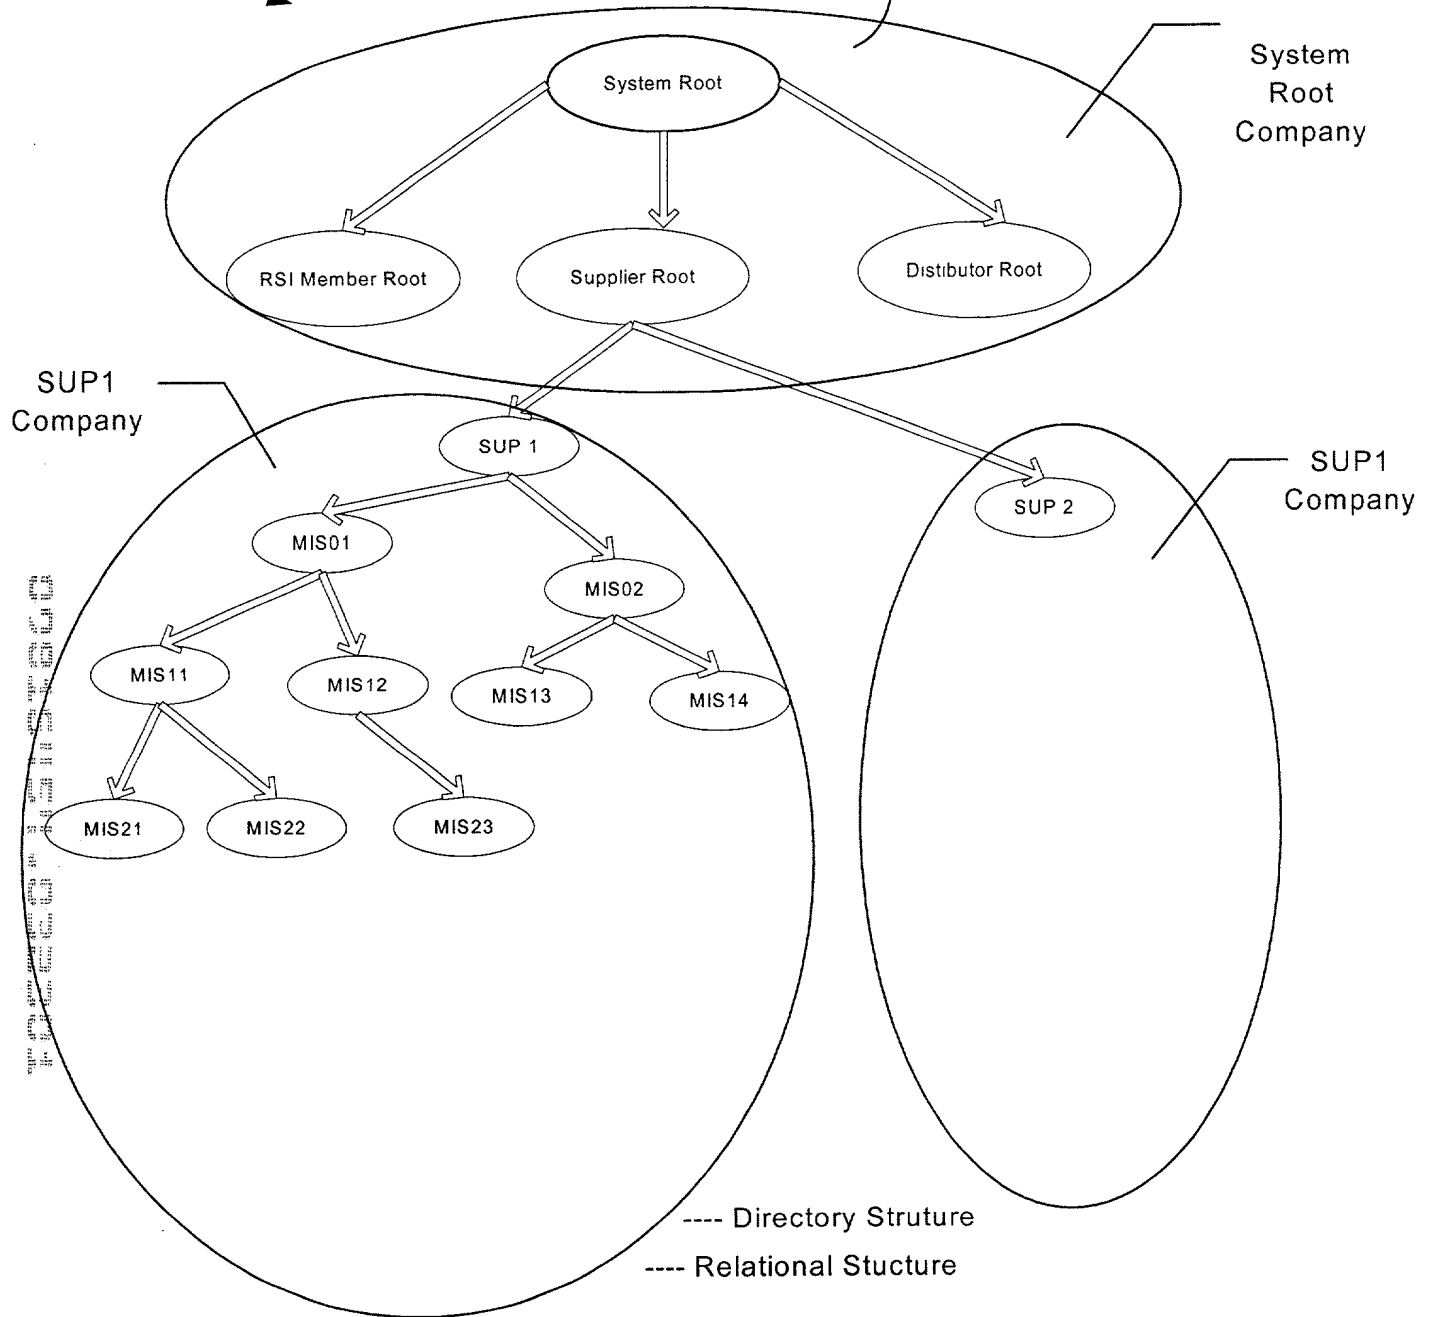 System
Root
Company
System Root
RSI Member Root
Supplier Root
Distibutor Root
SUP1
Company
SUP 1
SUP1
Company
SUP 2
MIS01
MIS02
MIS11
MIS12
MIS13
MIS14
MIS21
MIS22
MIS23
---- Directory Struture
---- Relational Stucture